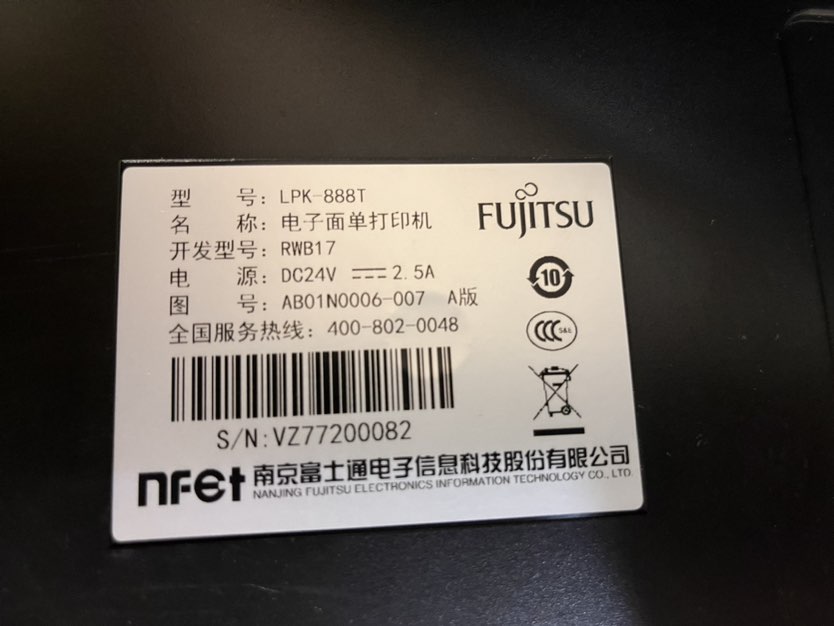 型 号: LPK-888T
FUJITSU
名 称: 电子面单打印机
开发型号: RWB17
电 源: DC24V 2.5A
10
图 号: AB01N0006-007 A版
全国服务热线: 400-802-0048
CCC S&E
S/N:VZ77200082
nfet 南京富士通电子信息科技股份有限公司
NANJING FUJITSU ELECTRONICS INFORMATION TECHNOLOGY CO., LTD.